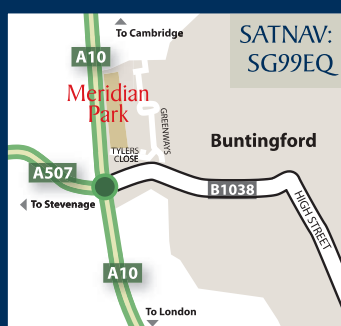 To Cambridge
SATNAV:
SG99EQ
A10
Meridian
Park
GREENWAYS
Buntingford
TYLERS
CLOSE
A507
B1038
HIGH STREET
To Stevenage
A10
To London